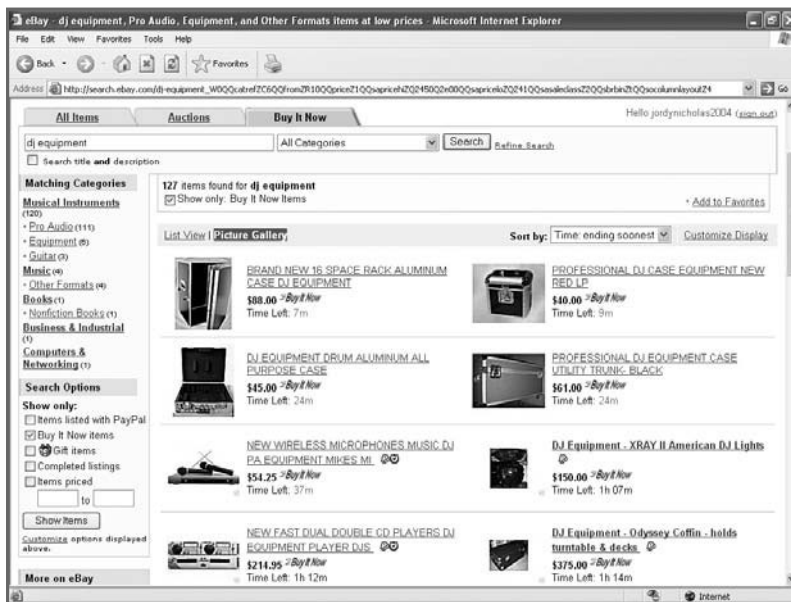 eBay - dj equipment, Pro Audio, Equipment, and Other Formats items at low prices - Microsoft Internet Explorer
File Edit View Favorites Tools Help
Back Favorites
Address Go
All Items Auctions Buy It Now Hello jordynicholas2004 (sign out)
dj equipment All Categories Search Refine Search
Search title and description
Matching Categories
Musical Instruments
(120)
· Pro Audio (111)
· Equipment (6)
· Guitar (3)
Music (4)
· Other Formats (4)
Books (1)
· Nonfiction Books (1)
Business & Industrial
(1)
Computers &
Networking (1)
Search Options
Show only:
Items listed with PayPal
Buy It Now items
Gift items
Completed listings
Items priced
to
Show Items
Customize options displayed
above.
More on eBay
127 items found for dj equipment
Show only: Buy It Now Items
· Add to Favorites
List View | Picture Gallery
Sort by: Time: ending soonest Customize Display
BRAND NEW 16 SPACE RACK ALUMINUM
CASE DJ EQUIPMENT
$88.00 Buy It Now
Time Left: 7m
PROFESSIONAL DJ CASE EQUIPMENT NEW
RED LP
$40.00 Buy It Now
Time Left: 9m
DJ EQUIPMENT DRUM ALUMINUM ALL
PURPOSE CASE
$45.00 Buy It Now
Time Left: 24m
PROFESSIONAL DJ EQUIPMENT CASE
UTILITY TRUNK- BLACK
$61.00 Buy It Now
Time Left: 24m
NEW WIRELESS MICROPHONES MUSIC DJ
PA EQUIPMENT MIKES MI
$54.25 Buy It Now
Time Left: 37m
DJ Equipment - XRAY II American DJ Lights
$150.00 Buy It Now
Time Left: 1h 07m
NEW FAST DUAL DOUBLE CD PLAYERS DJ
EQUIPMENT PLAYER DJS
$214.95 Buy It Now
Time Left: 1h 12m
DJ Equipment - Odyssey Coffin - holds
turntable & decks
$375.00 Buy It Now
Time Left: 1h 14m
Internet